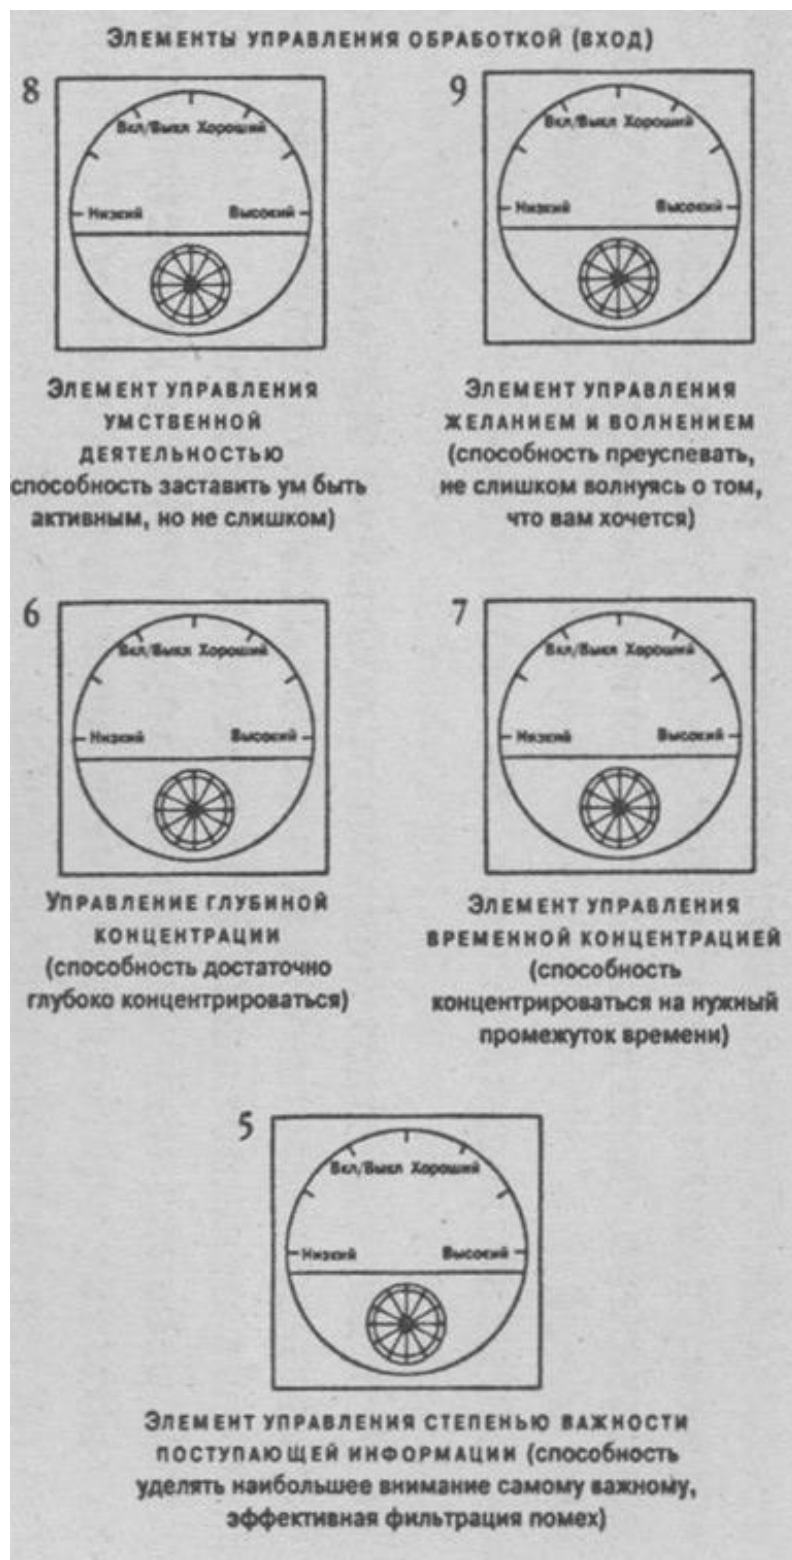 Элементы управления обработкой (вход)
8
Вкл/Выкл Хороший
Низкий Высокий
Элемент управления
умственной
деятельностью
способность заставить ум быть
активным, но не слишком)
9
Вкл/Выкл Хороший
Низкий Высокий
Элемент управления
желанием и волнением
(способность преуспевать,
не слишком волнуясь о том,
что вам хочется)
6
Вкл/Выкл Хороший
Низкий Высокий
Управление глубиной
концентрации
(способность достаточно
глубоко концентрироваться)
7
Вкл/Выкл Хороший
Низкий Высокий
Элемент управления
временной концентрацией
(способность
концентрироваться на нужный
промежуток времени)
5
Вкл/Выкл Хороший
Низкий Высокий
Элемент управления степенью важности
поступающей информации (способность
уделять наибольшее внимание самому важному,
эффективная фильтрация помех)